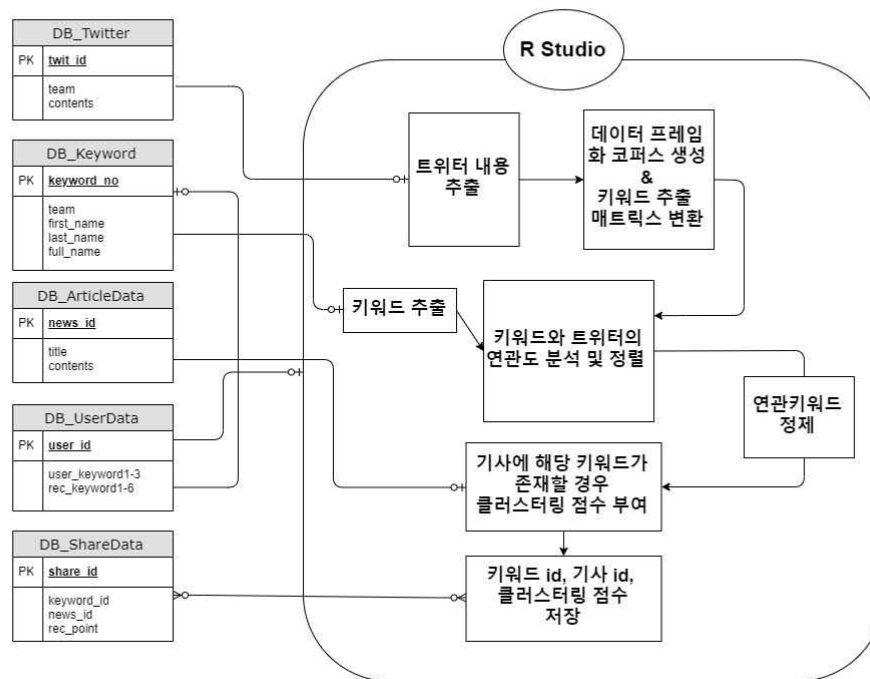 DB_Twitter
PK twit_id
team
contents
DB_Keyword
PK keyword_no
team
first_name
last_name
full_name
DB_ArticleData
PK news_id
title
contents
DB_UserData
PK user_id
user_keyword1-3
rec_keyword1-6
DB_ShareData
PK share_id
keyword_id
news_id
rec_point
R Studio
트위터 내용
추출
데이터 프레임
화 코퍼스 생성
&
키워드 추출
매트릭스 변환
키워드 추출
키워드와 트위터의
연관도 분석 및 정렬
연관키워드
정제
기사에 해당 키워드가
존재할 경우
클러스터링 점수 부여
키워드 id, 기사 id,
클러스터링 점수
저장